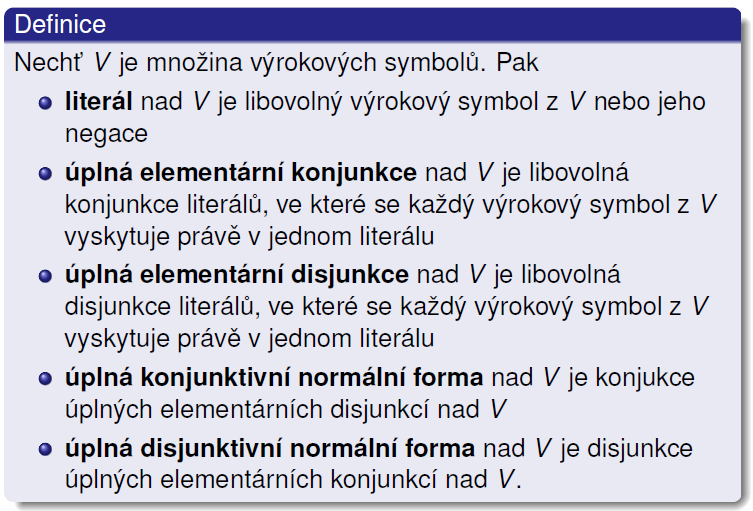 Definice
Nechť V je množina výrokových symbolů. Pak
literál nad V je libovolný výrokový symbol z V nebo jeho
negace
úplná elementární konjunkce nad V je libovolná
konjunkce literálů, ve které se každý výrokový symbol z V
vyskytuje právě v jednom literálu
úplná elementární disjunkce nad V je libovolná
disjunkce literálů, ve které se každý výrokový symbol z V
vyskytuje právě v jednom literálu
úplná konjunktivní normální forma nad V je konjukce
úplných elementárních disjunkcí nad V
úplná disjunktivní normální forma nad V je disjunkce
úplných elementárních konjunkcí nad V.